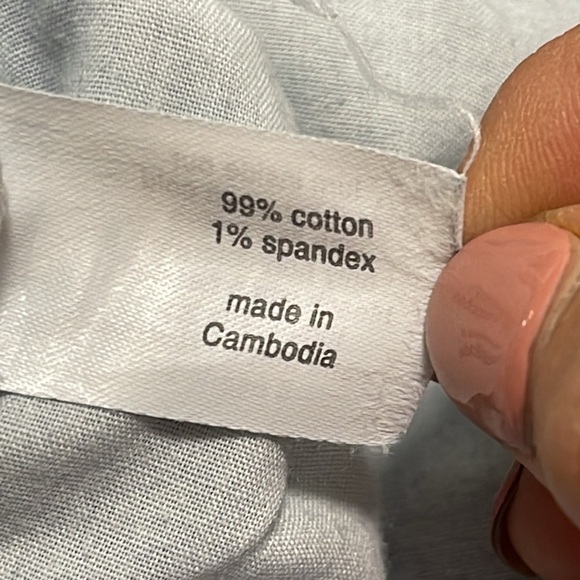 99% cotton
1% spandex
made in
Cambodia